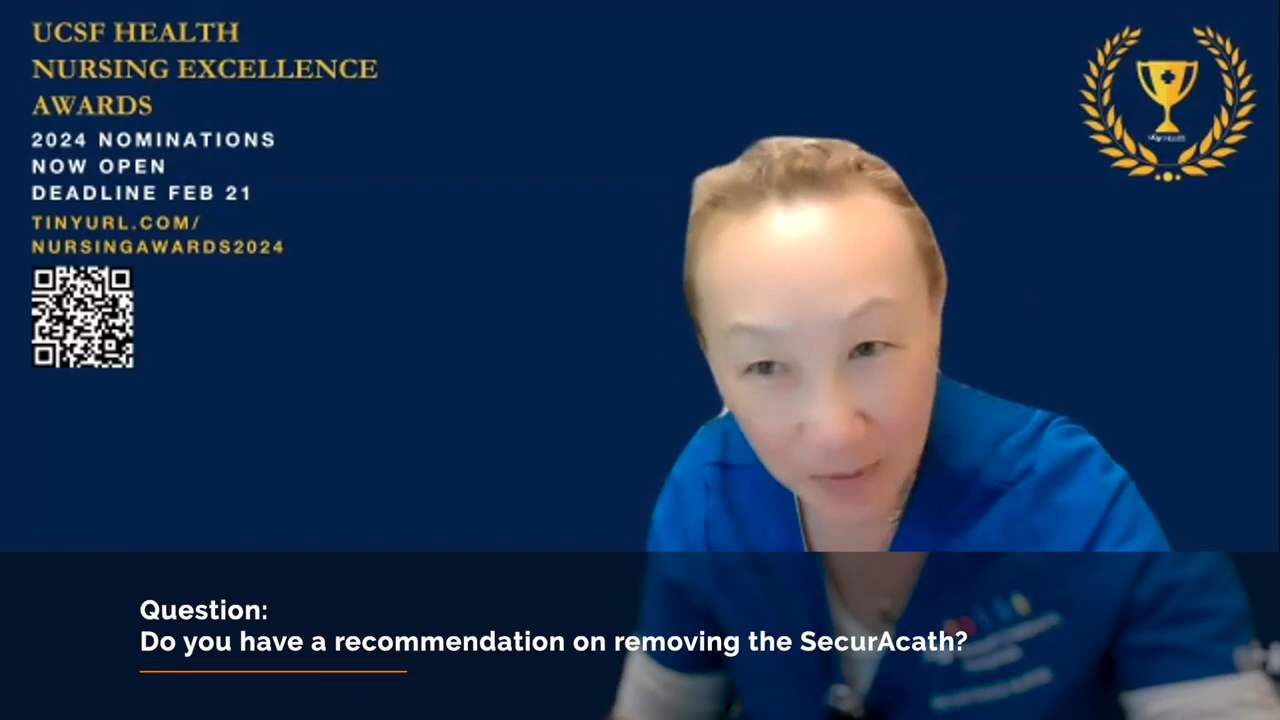 UCSF HEALTH
NURSING EXCELLENCE
AWARDS
2024 NOMINATIONS
NOW OPEN
DEADLINE FEB 21
TINYURL.COM/
NURSINGAWARDS2024
Question:
Do you have a recommendation on removing the SecurAcath?